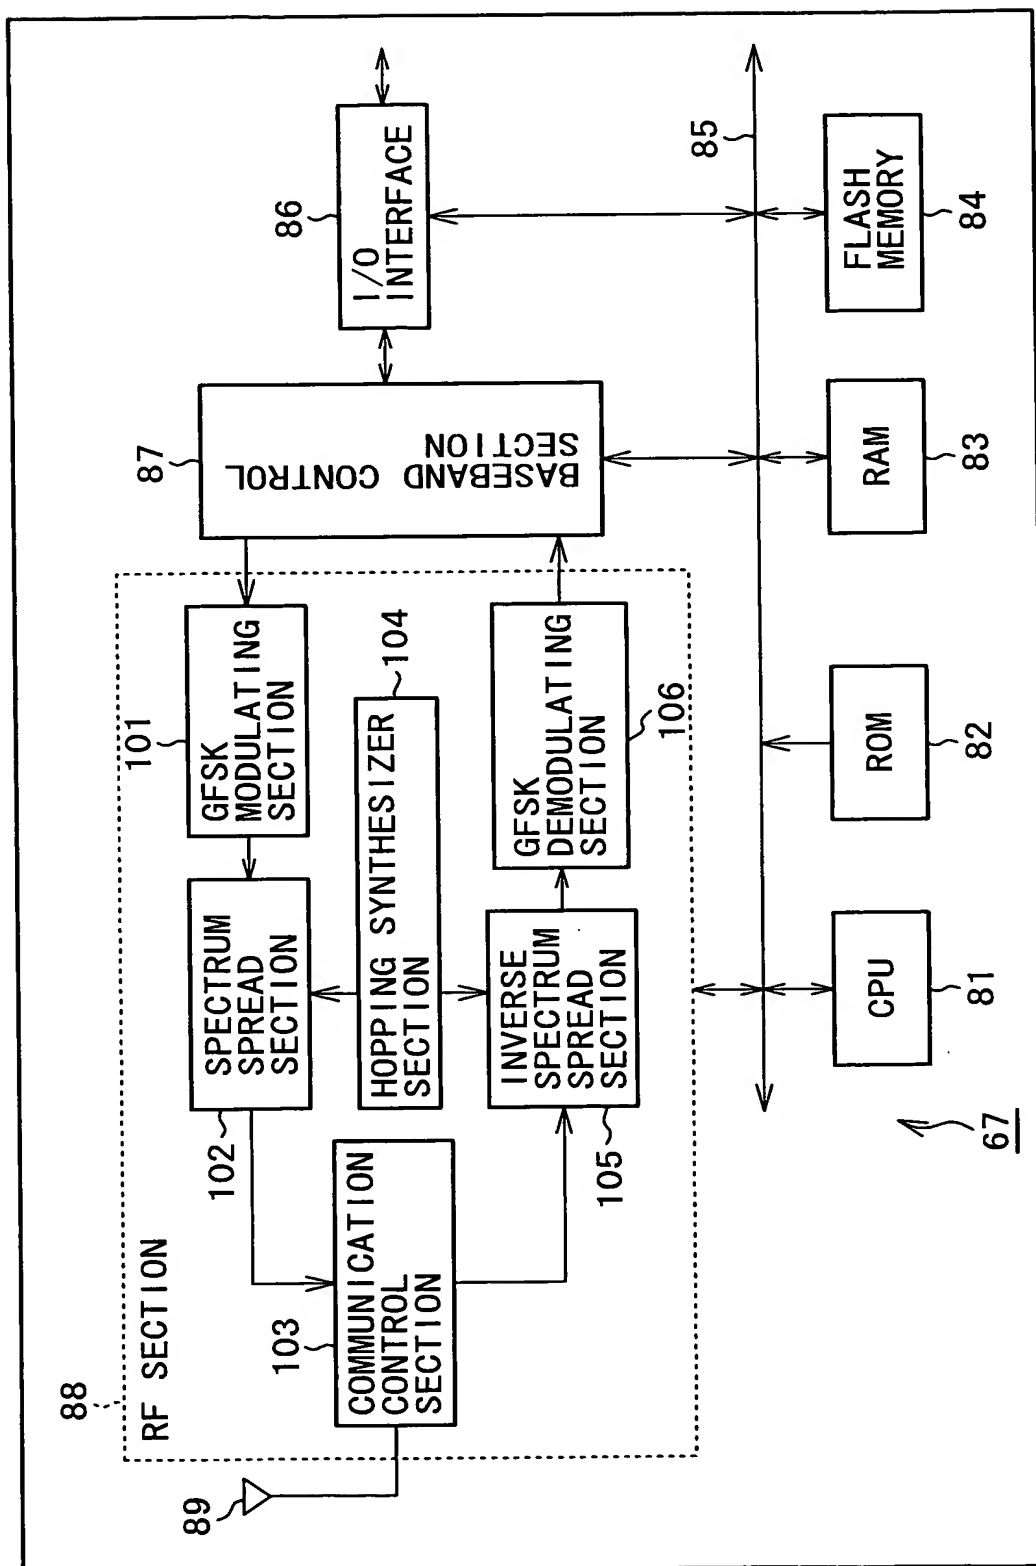 88
RF SECTION
89
103
COMMUNICATION
CONTROL
SECTION
102
SPECTRUM
SPREAD
SECTION
101
GFSK
MODULATING
SECTION
104
HOPPING SYNTHESIZER
SECTION
105
INVERSE
SPECTRUM
SPREAD
SECTION
106
GFSK
DEMODULATING
SECTION
87
BASEBAND CONTROL
SECTION
86
I/O
INTERFACE
85
CPU
81
ROM
82
RAM
83
FLASH
MEMORY
84
67